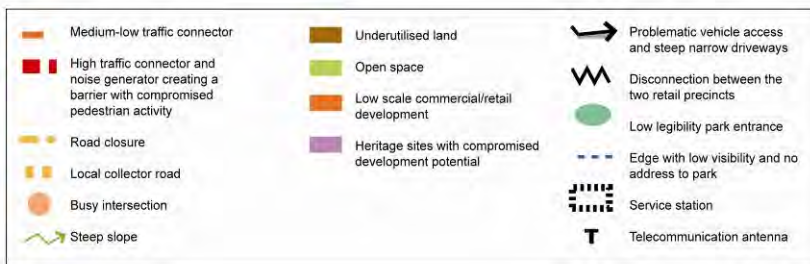 Medium-low traffic connector
High traffic connector and
noise generator creating a
barrier with compromised
pedestrian activity
Road closure
Local collector road
Busy intersection
Steep slope
Underutilised land
Open space
Low scale commercial/retail
development
Heritage sites with compromised
development potential
Problematic vehicle access
and steep narrow driveways
Disconnection between the
two retail precincts
Low legibility park entrance
Edge with low visibility and no
address to park
Service station
T
Telecommunication antenna